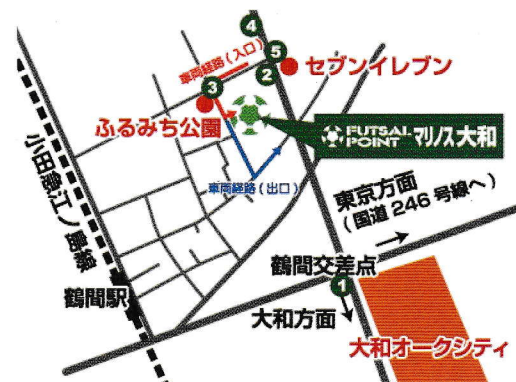 4
車両経路(入口)
5
2
セブンイレブン
3
ふるみち公園
FUTSAL POINT マリノス大和
小田急江ノ島線
車両経路(出口)
東京方面
(国道246号線へ)
鶴間交差点
鶴間駅
1
大和方面
大和オークシティ